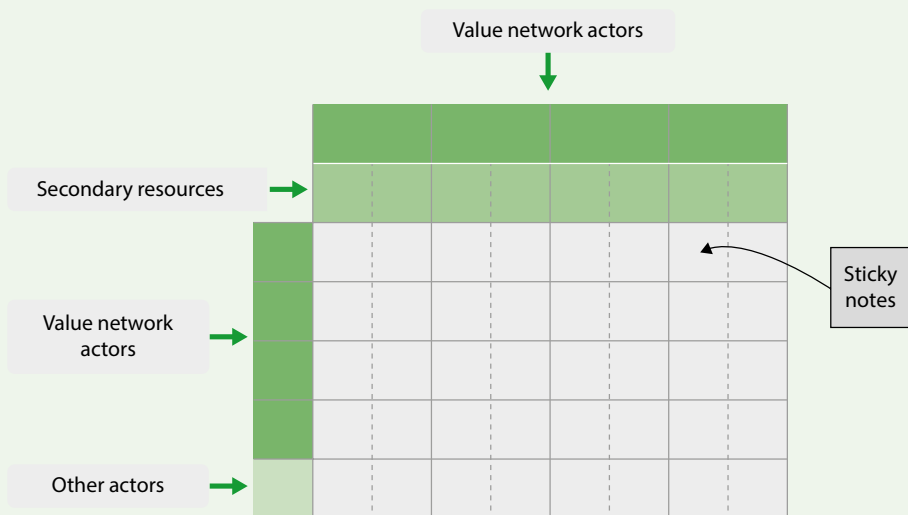 Value network actors
Secondary resources
Sticky
notes
Value network
actors
Other actors